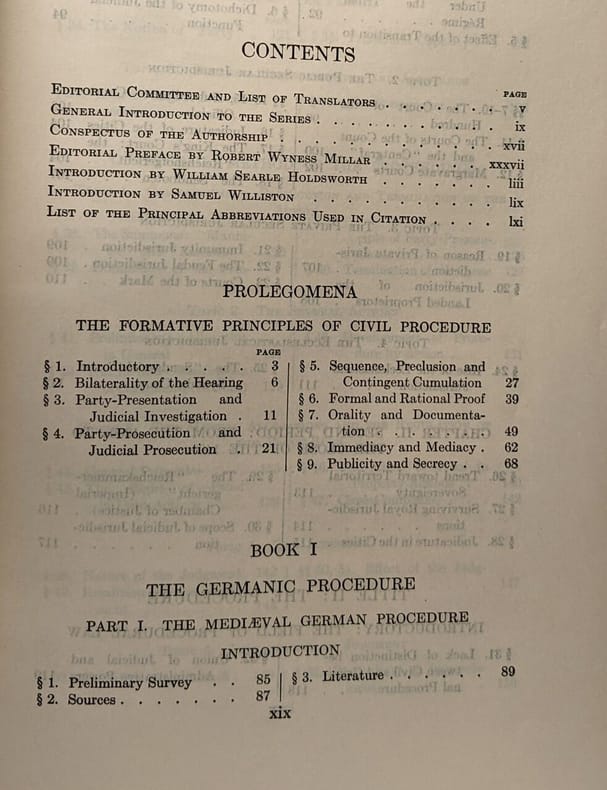 CONTENTS
PAGE
EDITORIAL COMMITTEE AND LIST OF TRANSLATORS . . . . . . . v
GENERAL INTRODUCTION TO THE SERIES . . . . . . . . . . ix
CONSPECTUS OF THE AUTHORSHIP . . . . . . . . . . . xvii
EDITORIAL PREFACE BY ROBERT WYNESS MILLAR . . . . . . xxxvii
INTRODUCTION BY WILLIAM SEARLE HOLDSWORTH . . . . . . liii
INTRODUCTION BY SAMUEL WILLISTON . . . . . . . . . lix
LIST OF THE PRINCIPAL ABBREVIATIONS USED IN CITATION . . . . lxi
PROLEGOMENA
THE FORMATIVE PRINCIPLES OF CIVIL PROCEDURE
PAGE
§ 1. Introductory . . . . . 3
§ 2. Bilaterality of the Hearing 6
§ 3. Party-Presentation and
Judicial Investigation . 11
§ 4. Party-Prosecution and
Judicial Prosecution . 21
§ 5. Sequence, Preclusion and
Contingent Cumulation 27
§ 6. Formal and Rational Proof 39
§ 7. Orality and Documenta-
tion . . . . . . . 49
§ 8. Immediacy and Mediacy . 62
§ 9. Publicity and Secrecy . . 68
BOOK I
THE GERMANIC PROCEDURE
PART I. THE MEDIÆVAL GERMAN PROCEDURE
INTRODUCTION
§ 1. Preliminary Survey . . 85
§ 2. Sources . . . . . . . 87
§ 3. Literature . . . . . . 89
xix